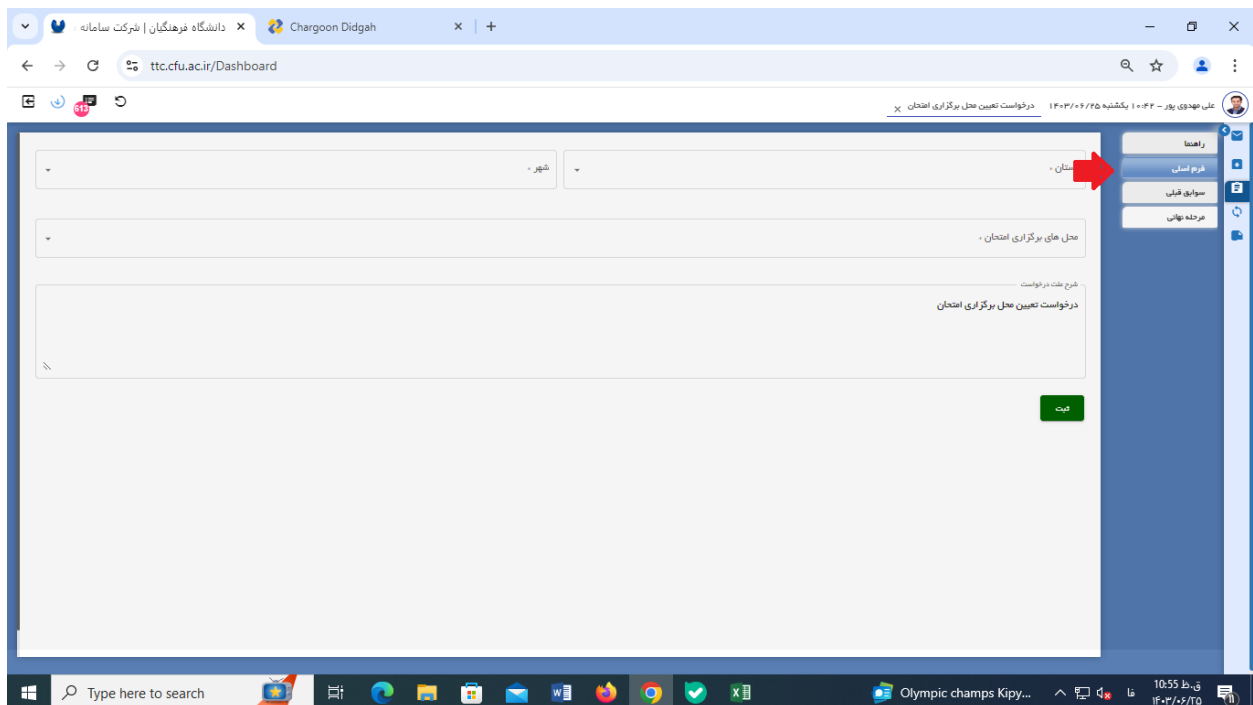 دانشگاه فرهنگیان | شرکت سامانه
Chargoon Didgah
ttc.cfu.ac.ir/Dashboard
علی مهدوی پور - ۱۰:۴۲ یکشنبه ۱۴۰۳/۰۶/۲۵
درخواست تعیین محل برگزاری امتحان
S13
راهنما
فرم اصلی
سوابق قبلی
مرحله نهائی
ستان *
شهر *
محل های برگزاری امتحان *
شرح علت درخواست
درخواست تعیین محل برگزاری امتحان
ثبت
Type here to search
Olympic champs Kipy...
فا
10:55 ق.ظ
۱۴۰۳/۰۶/۲۵